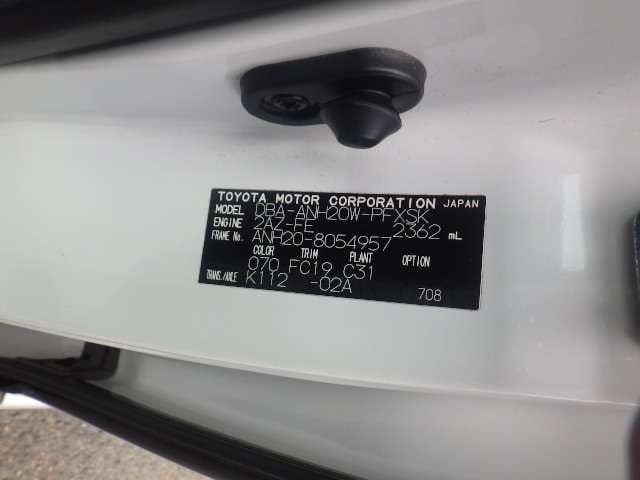 TOYOTA MOTOR CORPORATION JAPAN
MODEL DBA-ANH20W-PFXSK
ENGINE 2AZ-FE 2362 mL
FRAME No. ANH20-8054957
COLOR TRIM PLANT OPTION
070 FC19 C31
TRANS./AXLE K112 -02A 708